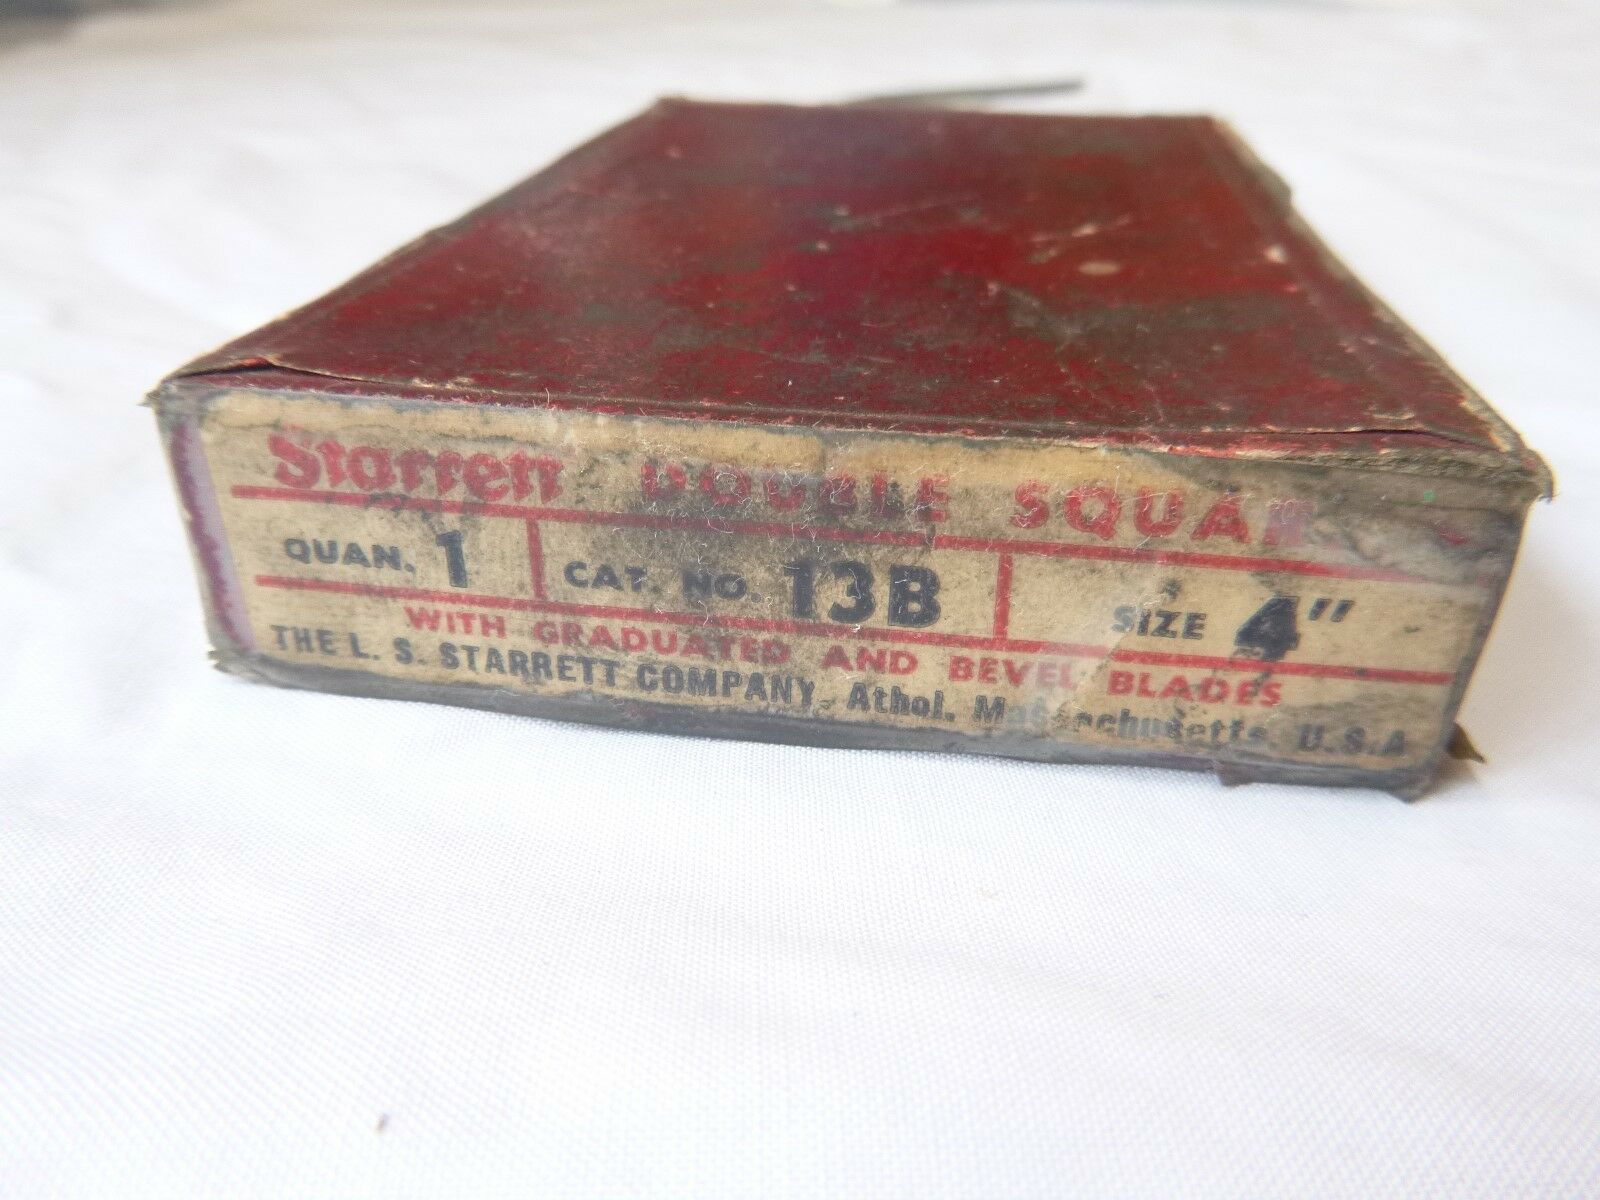 Starrett DOUBLE SQUAR
QUAN. 1 CAT. NO. 13B SIZE 4"
WITH GRADUATED AND BEVEL BLADES
THE L. S. STARRETT COMPANY, Athol, Massachusetts, U.S.A